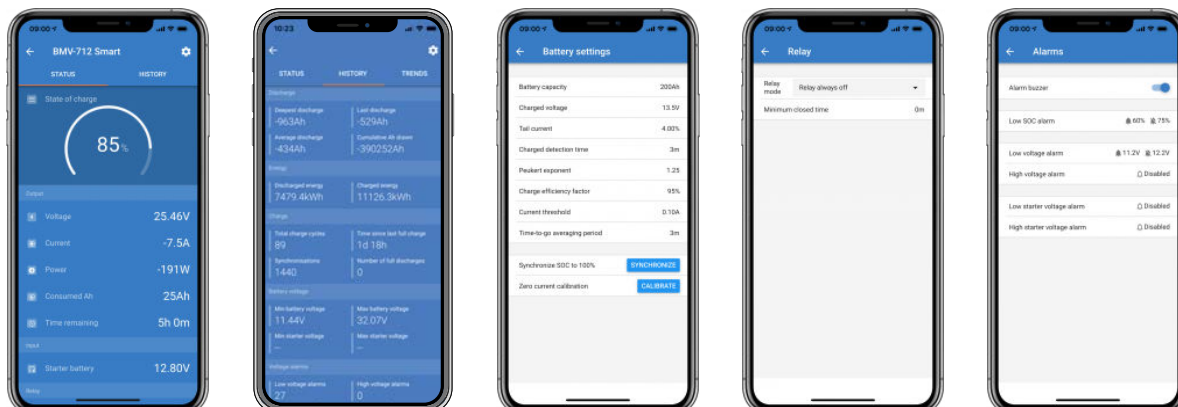 09:00
BMV-712 Smart
STATUS HISTORY
State of charge
85%
Output
Voltage 25.46V
Current -7.5A
Power -191W
Consumed Ah 25Ah
Time remaining 5h 0m
Input
Starter battery 12.80V
Relay
10:23
STATUS HISTORY TRENDS
Discharge
Deepest discharge Last discharge
-963Ah -529Ah
Average discharge Cumulative Ah drawn
-434Ah -390252Ah
Energy
Discharged energy Charged energy
7479.4kWh 11126.3kWh
Charge
Total charge cycles Time since last full charge
89 1d 18h
Synchronisations Number of full discharges
1440 0
Battery voltage
Min battery voltage Max battery voltage
11.44V 32.07V
Min starter voltage Max starter voltage
-- --
Voltage alarms
Low voltage alarms High voltage alarms
27 0
09:00
Battery settings
Battery capacity 200Ah
Charged voltage 13.5V
Tail current 4.00%
Charged detection time 3m
Peukert exponent 1.25
Charge efficiency factor 95%
Current threshold 0.10A
Time-to-go averaging period 3m
Synchronize SOC to 100% SYNCHRONIZE
Zero current calibration CALIBRATE
09:00
Relay
Relay mode Relay always off
Minimum closed time 0m
09:00
Alarms
Alarm buzzer
Low SOC alarm 60% 75%
Low voltage alarm 11.2V 12.2V
High voltage alarm Disabled
Low starter voltage alarm Disabled
High starter voltage alarm Disabled